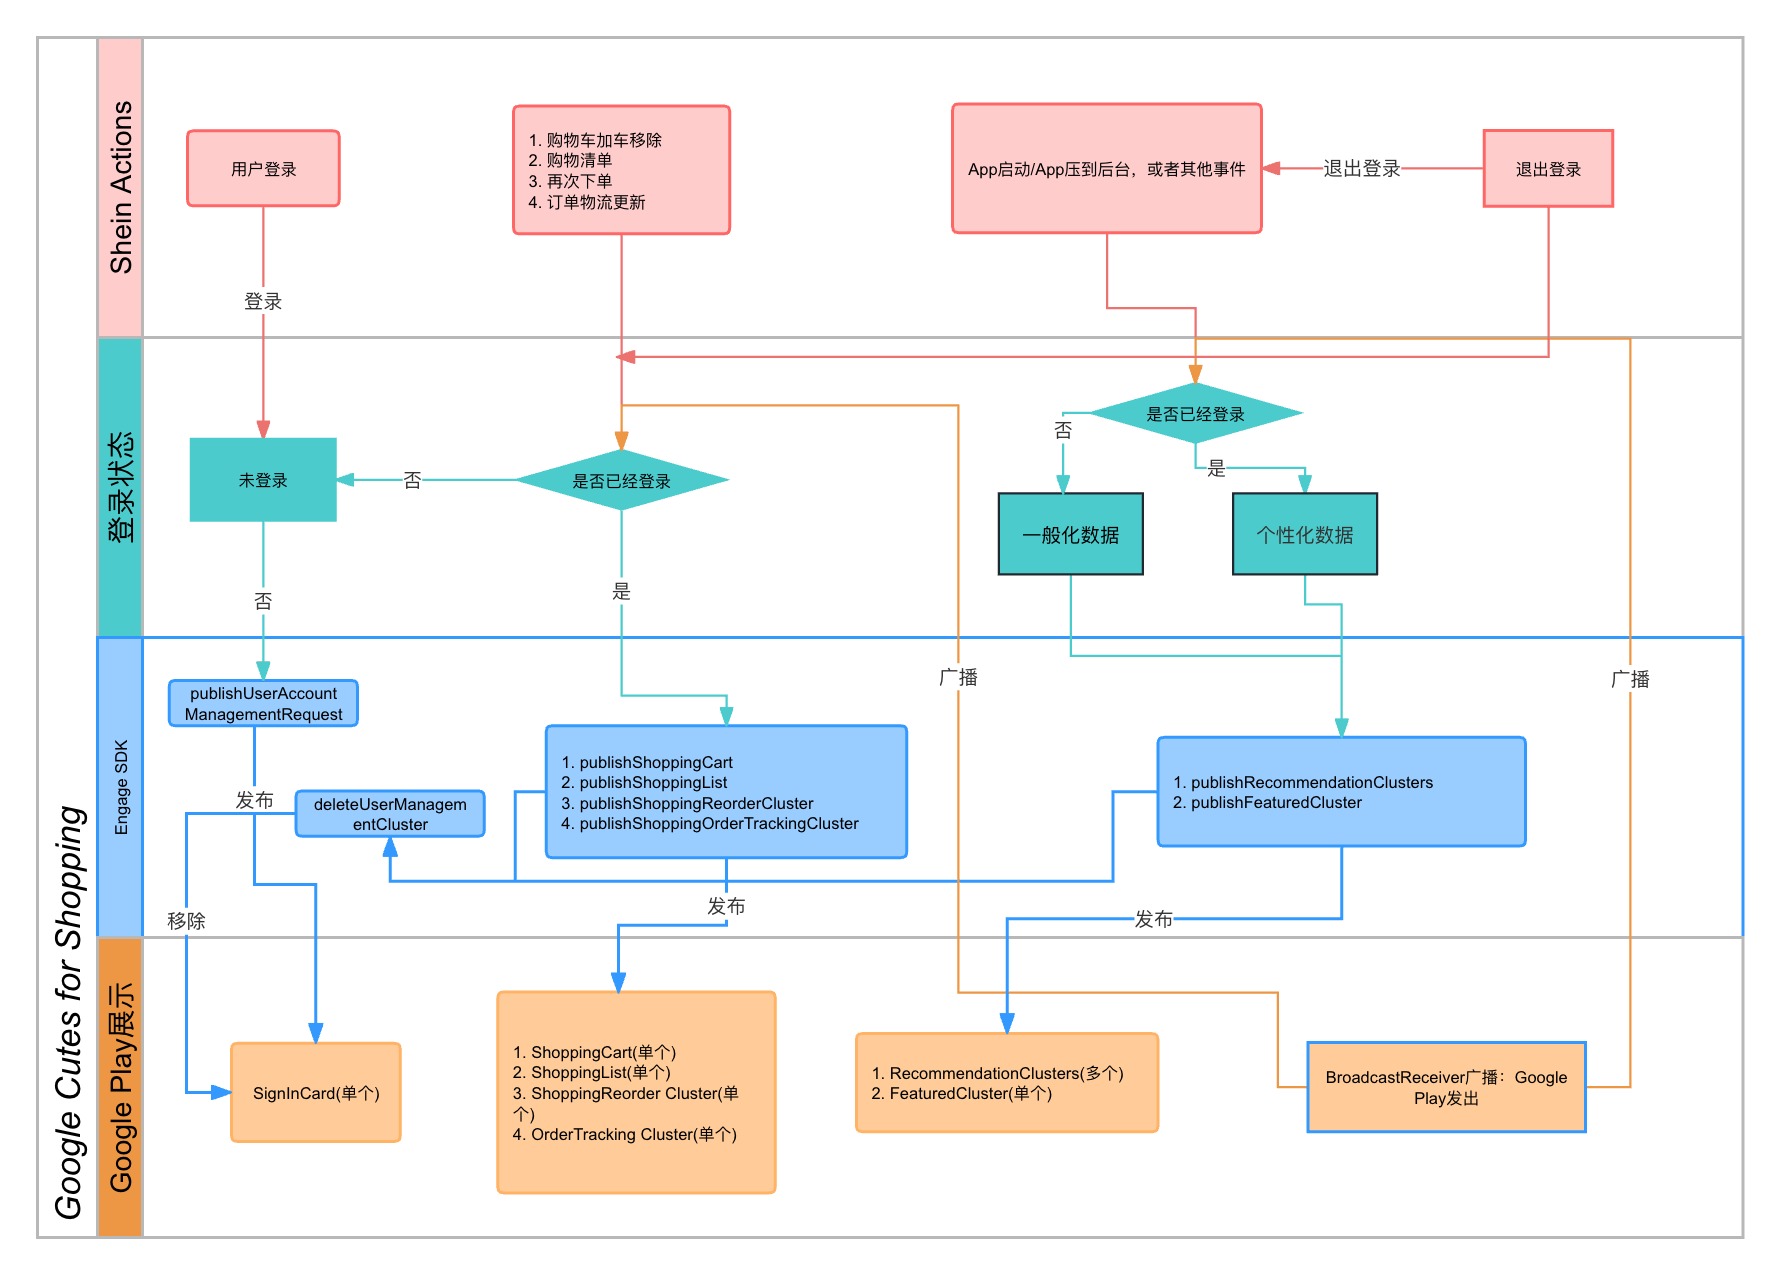 Google Cutes for Shopping
Shein Actions
用户登录
1. 购物车加车移除
2. 购物清单
3. 再次下单
4. 订单物流更新
App启动/App压到后台，或者其他事件
退出登录
退出登录
登录
登录状态
未登录
否
是否已经登录
是否已经登录
否
是
一般化数据
个性化数据
否
是
Engage SDK
publishUserAccount
ManagementRequest
发布
deleteUserManagem
entCluster
移除
1. publishShoppingCart
2. publishShoppingList
3. publishShoppingReorderCluster
4. publishShoppingOrderTrackingCluster
发布
广播
1. publishRecommendationClusters
2. publishFeaturedCluster
发布
广播
Google Play展示
SignInCard(单个)
1. ShoppingCart(单个)
2. ShoppingList(单个)
3. ShoppingReorder Cluster(单
个)
4. OrderTracking Cluster(单个)
1. RecommendationClusters(多个)
2. FeaturedCluster(单个)
BroadcastReceiver广播：Google
Play发出